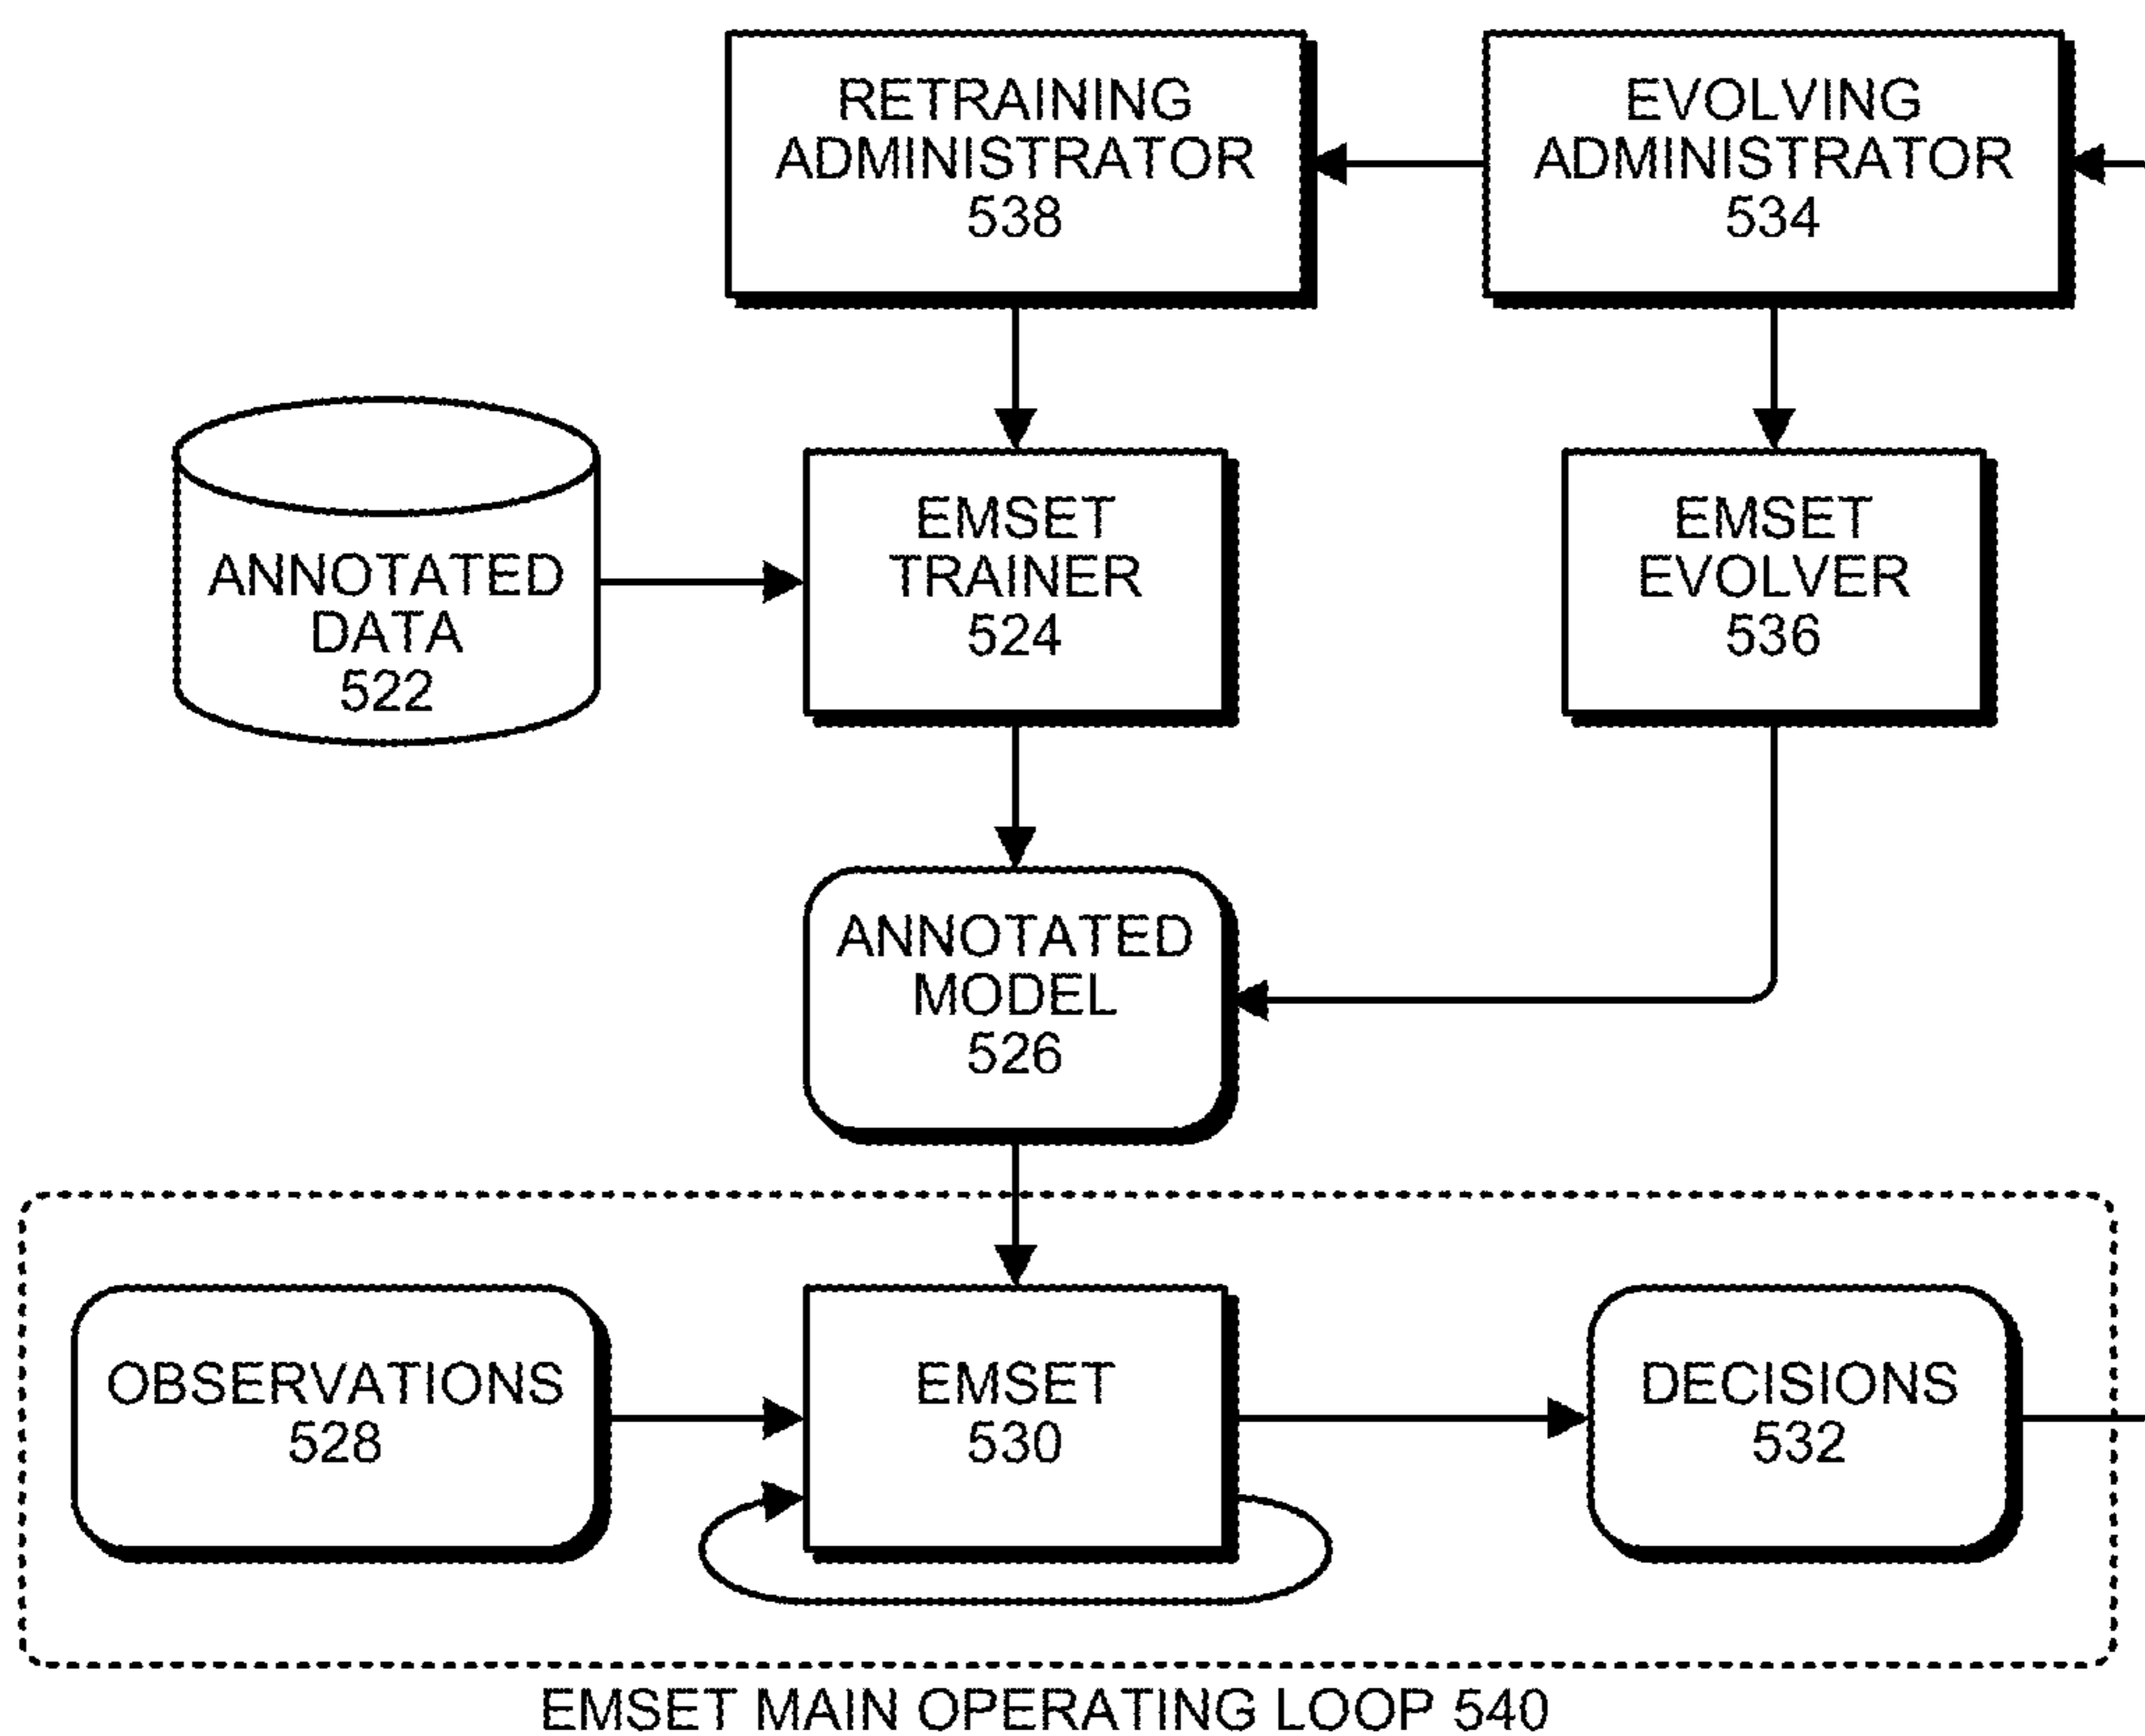 RETRAINING
ADMINISTRATOR
538
EVOLVING
ADMINISTRATOR
534
ANNOTATED
DATA
522
EMSET
TRAINER
524
EMSET
EVOLVER
536
ANNOTATED
MODEL
526
OBSERVATIONS
528
EMSET
530
DECISIONS
532
EMSET MAIN OPERATING LOOP 540